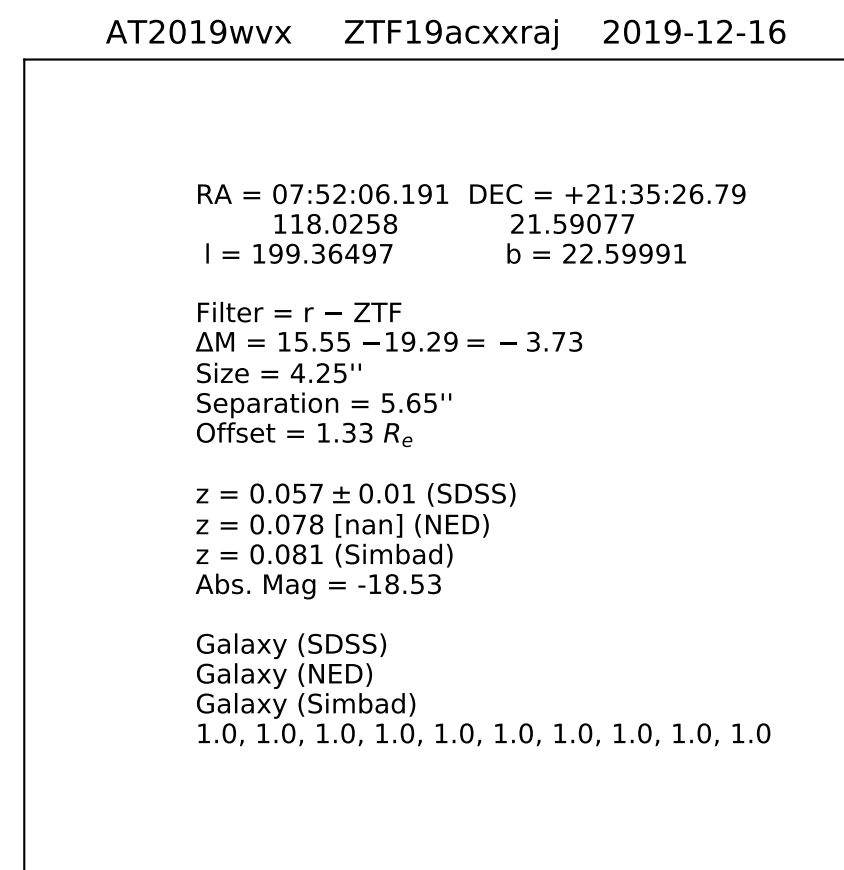 AT2019wvx ZTF19acxxraj 2019-12-16
RA = 07:52:06.191 DEC = +21:35:26.79
118.0258 21.59077
l = 199.36497 b = 22.59991
Filter = r − ZTF
ΔM = 15.55 −19.29 = − 3.73
Size = 4.25''
Separation = 5.65''
Offset = 1.33 Rₑ
z = 0.057 ± 0.01 (SDSS)
z = 0.078 [nan] (NED)
z = 0.081 (Simbad)
Abs. Mag = -18.53
Galaxy (SDSS)
Galaxy (NED)
Galaxy (Simbad)
1.0, 1.0, 1.0, 1.0, 1.0, 1.0, 1.0, 1.0, 1.0, 1.0